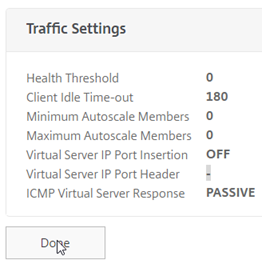 Traffic Settings
Health Threshold 0
Client Idle Time-out 180
Minimum Autoscale Members 0
Maximum Autoscale Members 0
Virtual Server IP Port Insertion OFF
Virtual Server IP Port Header -
ICMP Virtual Server Response PASSIVE
Done